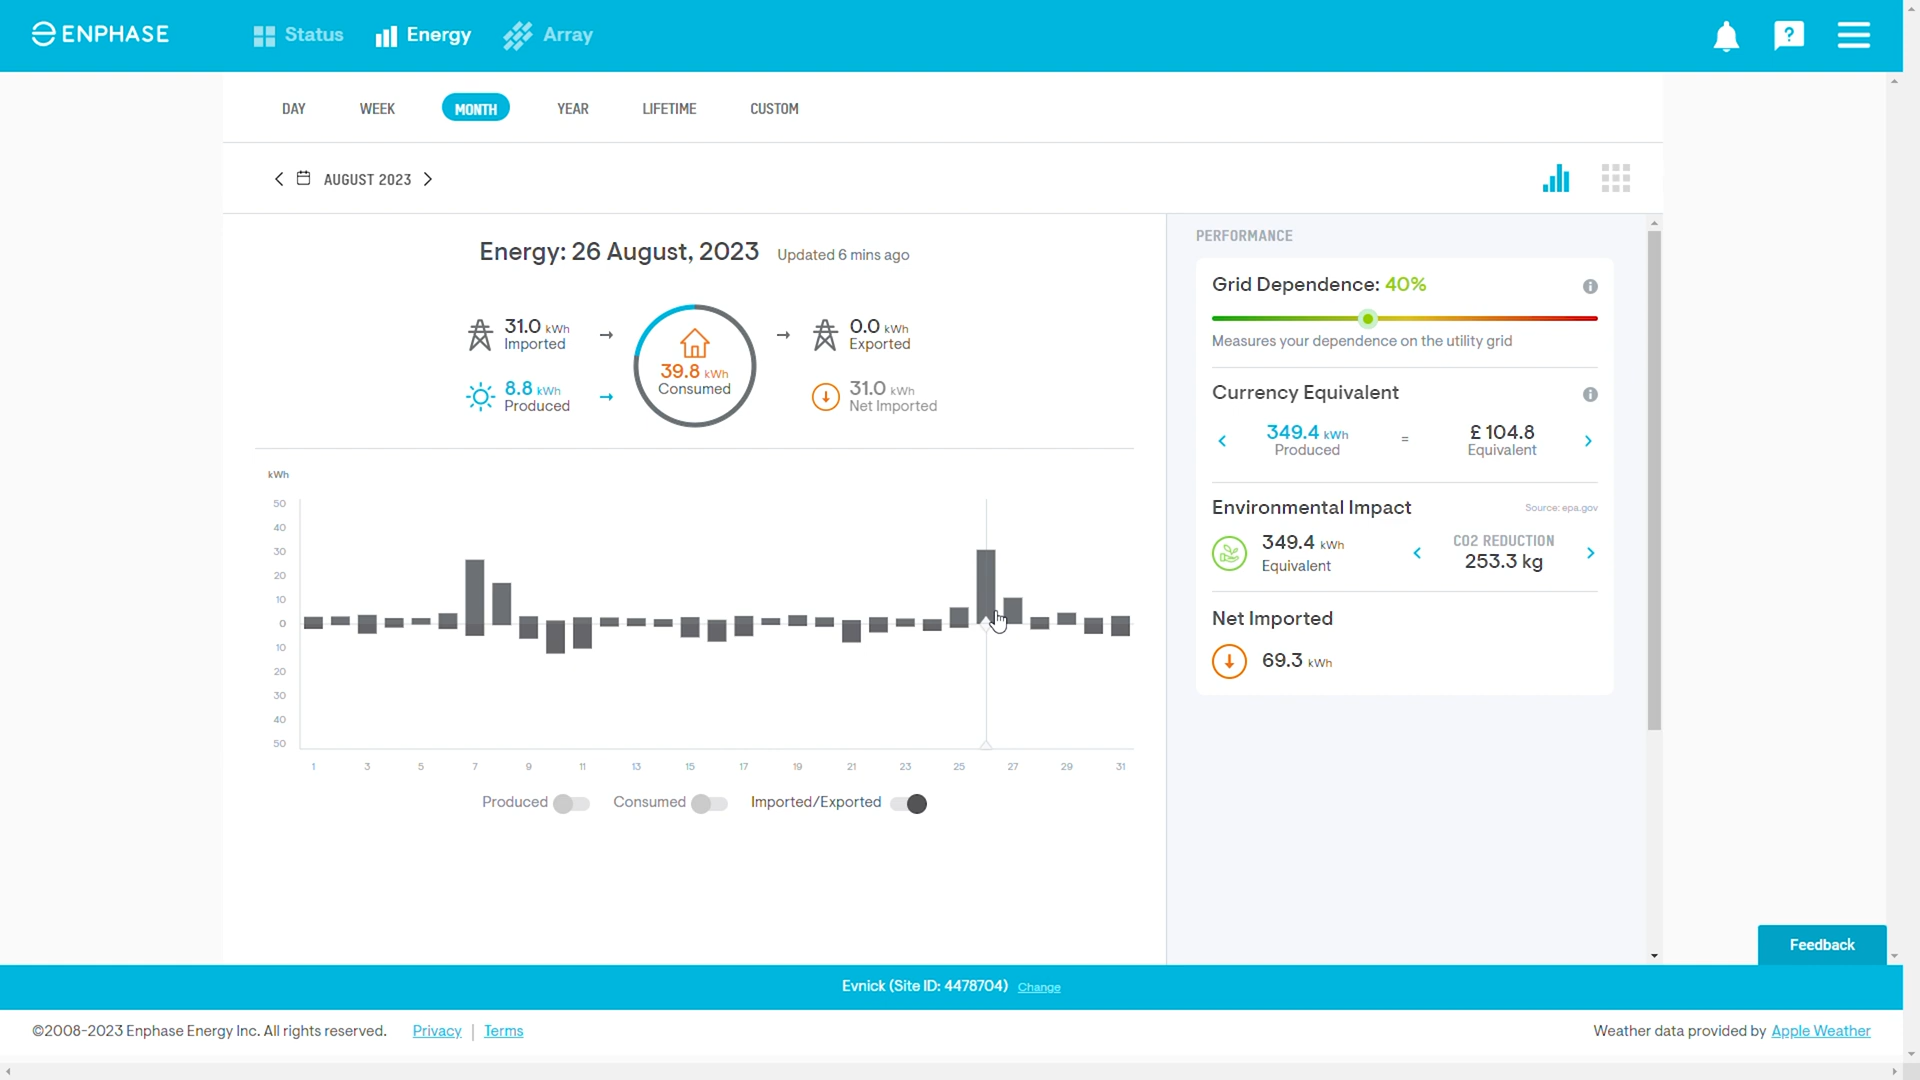 ENPHASE
Status
Energy
Array
?
DAY
WEEK
MONTH
YEAR
LIFETIME
CUSTOM
AUGUST 2023
Energy: 26 August, 2023
Updated 6 mins ago
31.0 kWh
Imported
0.0 kWh
Exported
39.8 kWh
Consumed
8.8 kWh
Produced
31.0 kWh
Net Imported
kWh
50
40
30
20
10
0
10
20
30
40
50
1 3 5 7 9 11 13 15 17 19 21 23 25 27 29 31
Produced
Consumed
Imported/Exported
PERFORMANCE
Grid Dependence: 40%
Measures your dependence on the utility grid
Currency Equivalent
349.4 kWh
Produced
=
£ 104.8
Equivalent
Environmental Impact
Source: epa.gov
349.4 kWh
Equivalent
CO2 REDUCTION
253.3 kg
Net Imported
69.3 kWh
Feedback
Evnick (Site ID: 4478704) Change
©2008-2023 Enphase Energy Inc. All rights reserved. Privacy | Terms
Weather data provided by Apple Weather